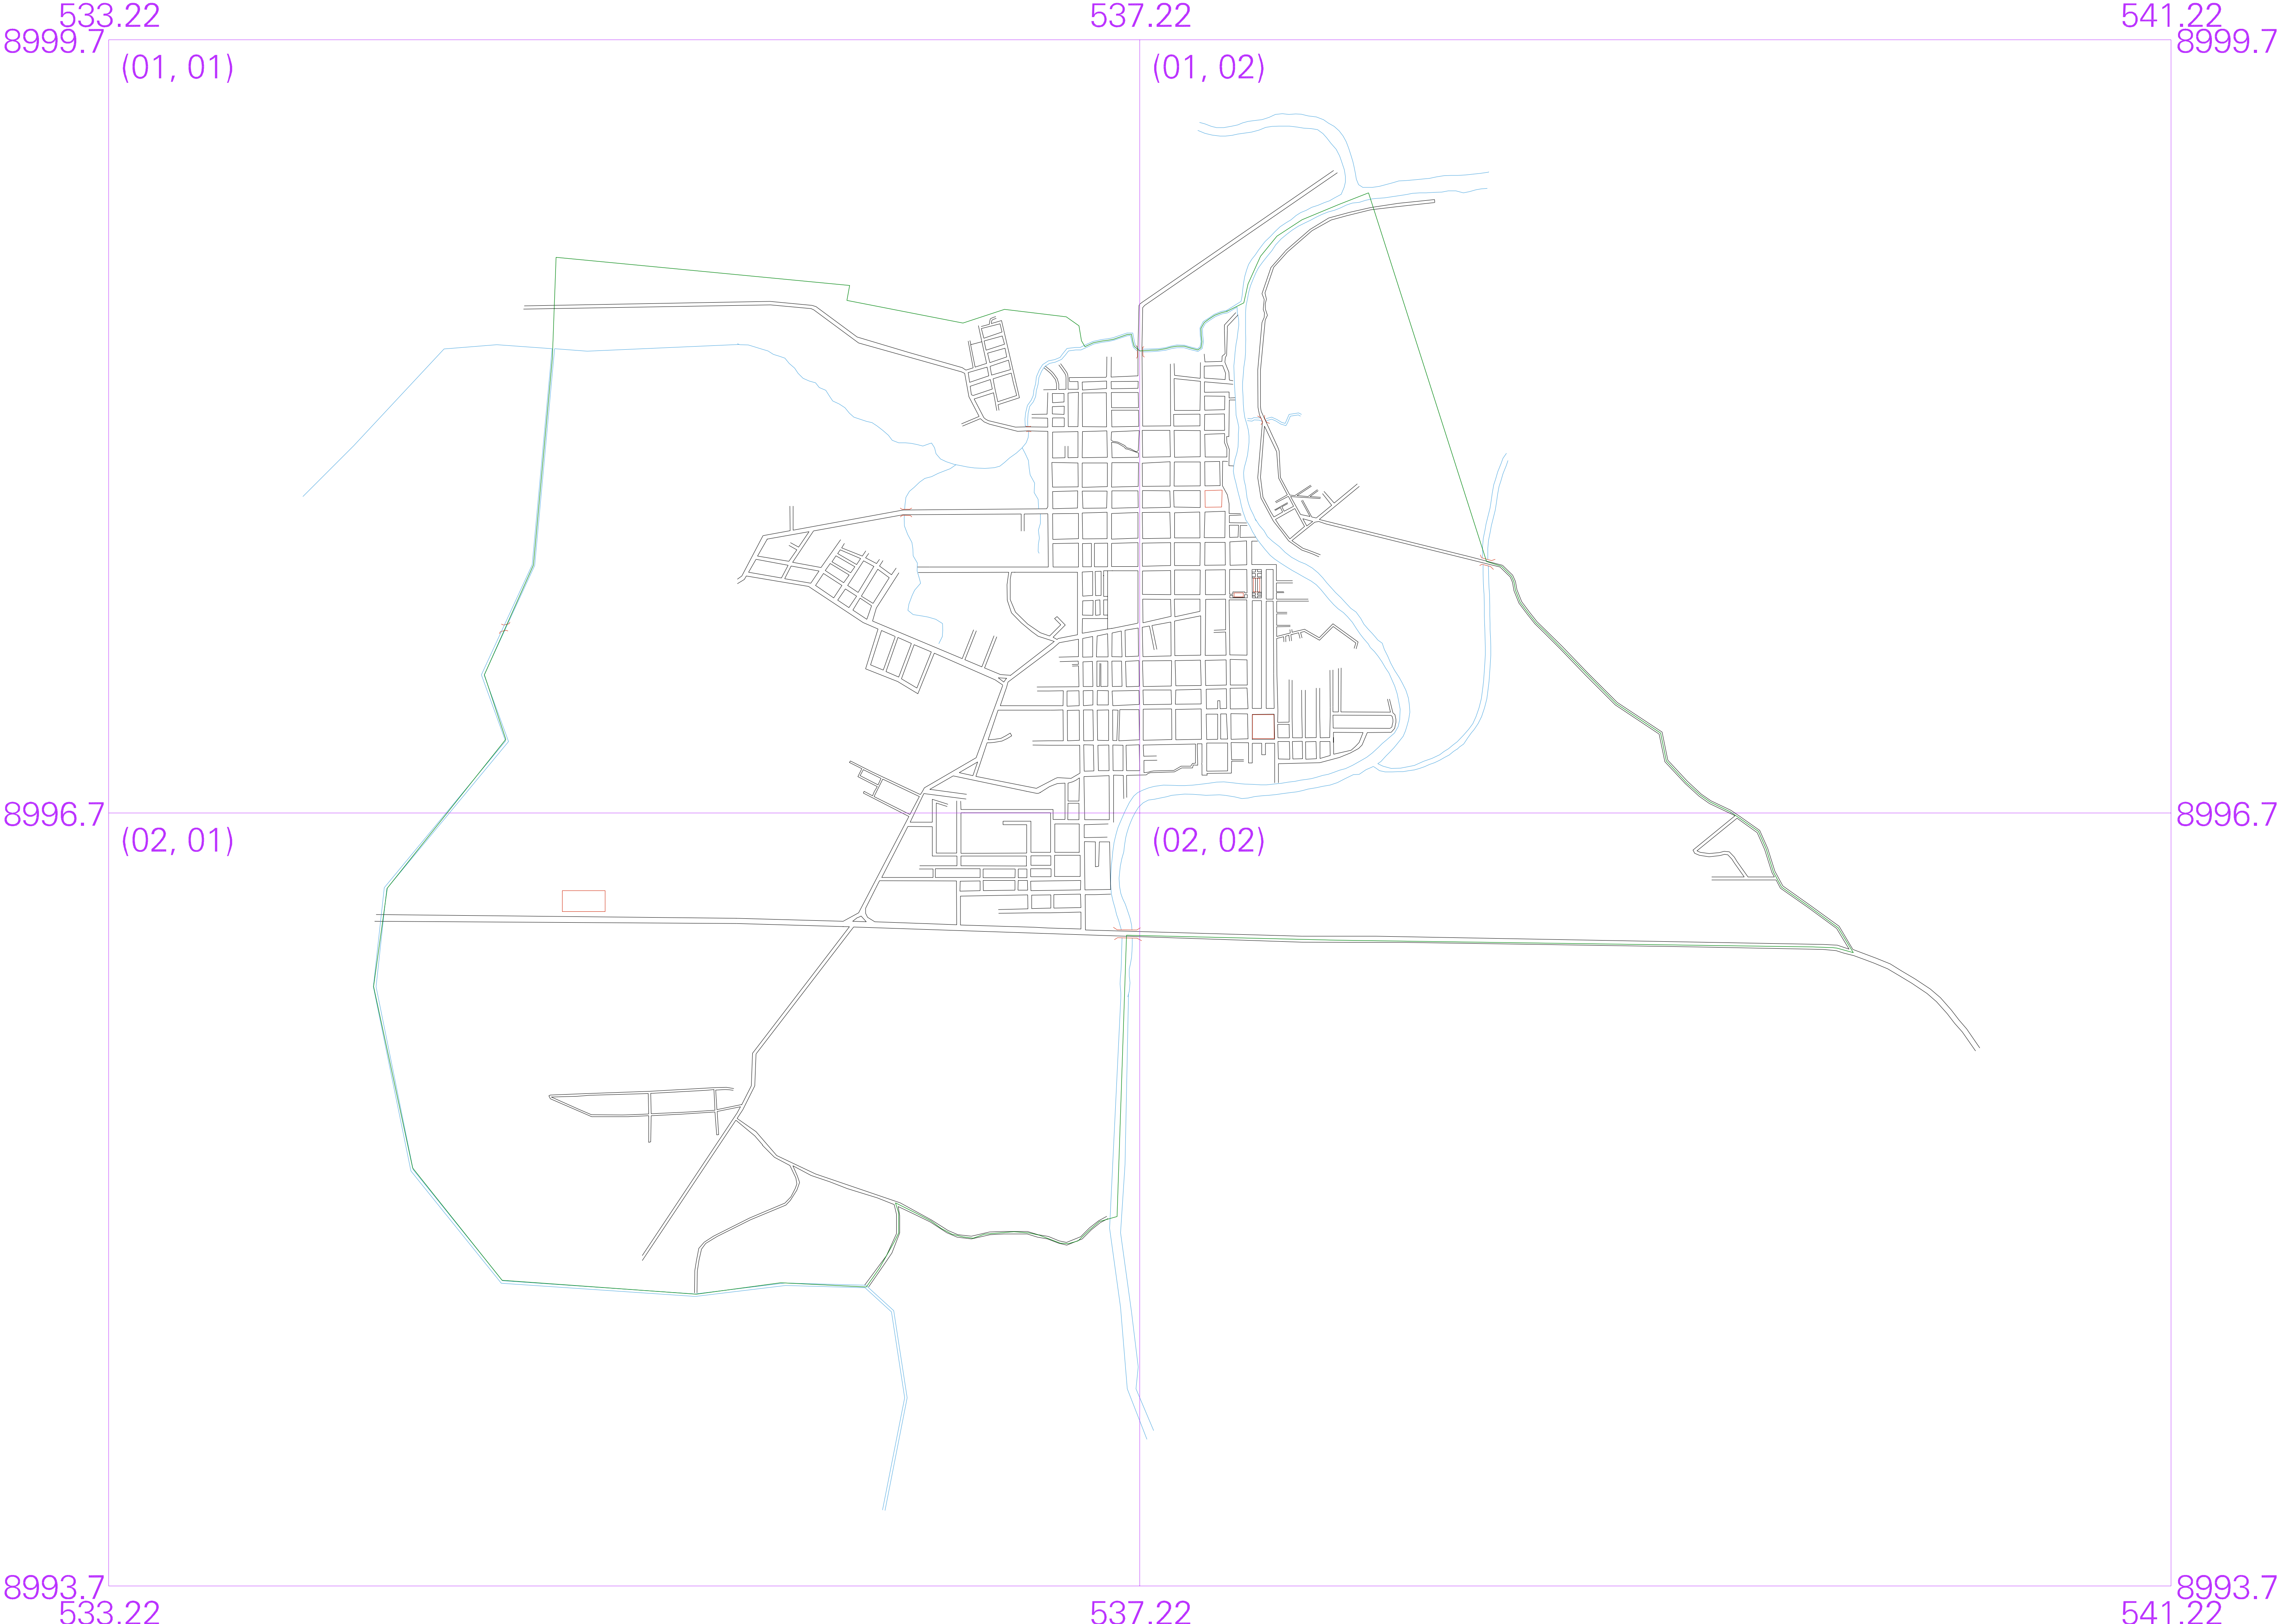 533.22 537.22 541.22
8999.7 8999.7
(01, 01) (01, 02)
8996.7 8996.7
(02, 01) (02, 02)
8993.7 8993.7
533.22 537.22 541.22